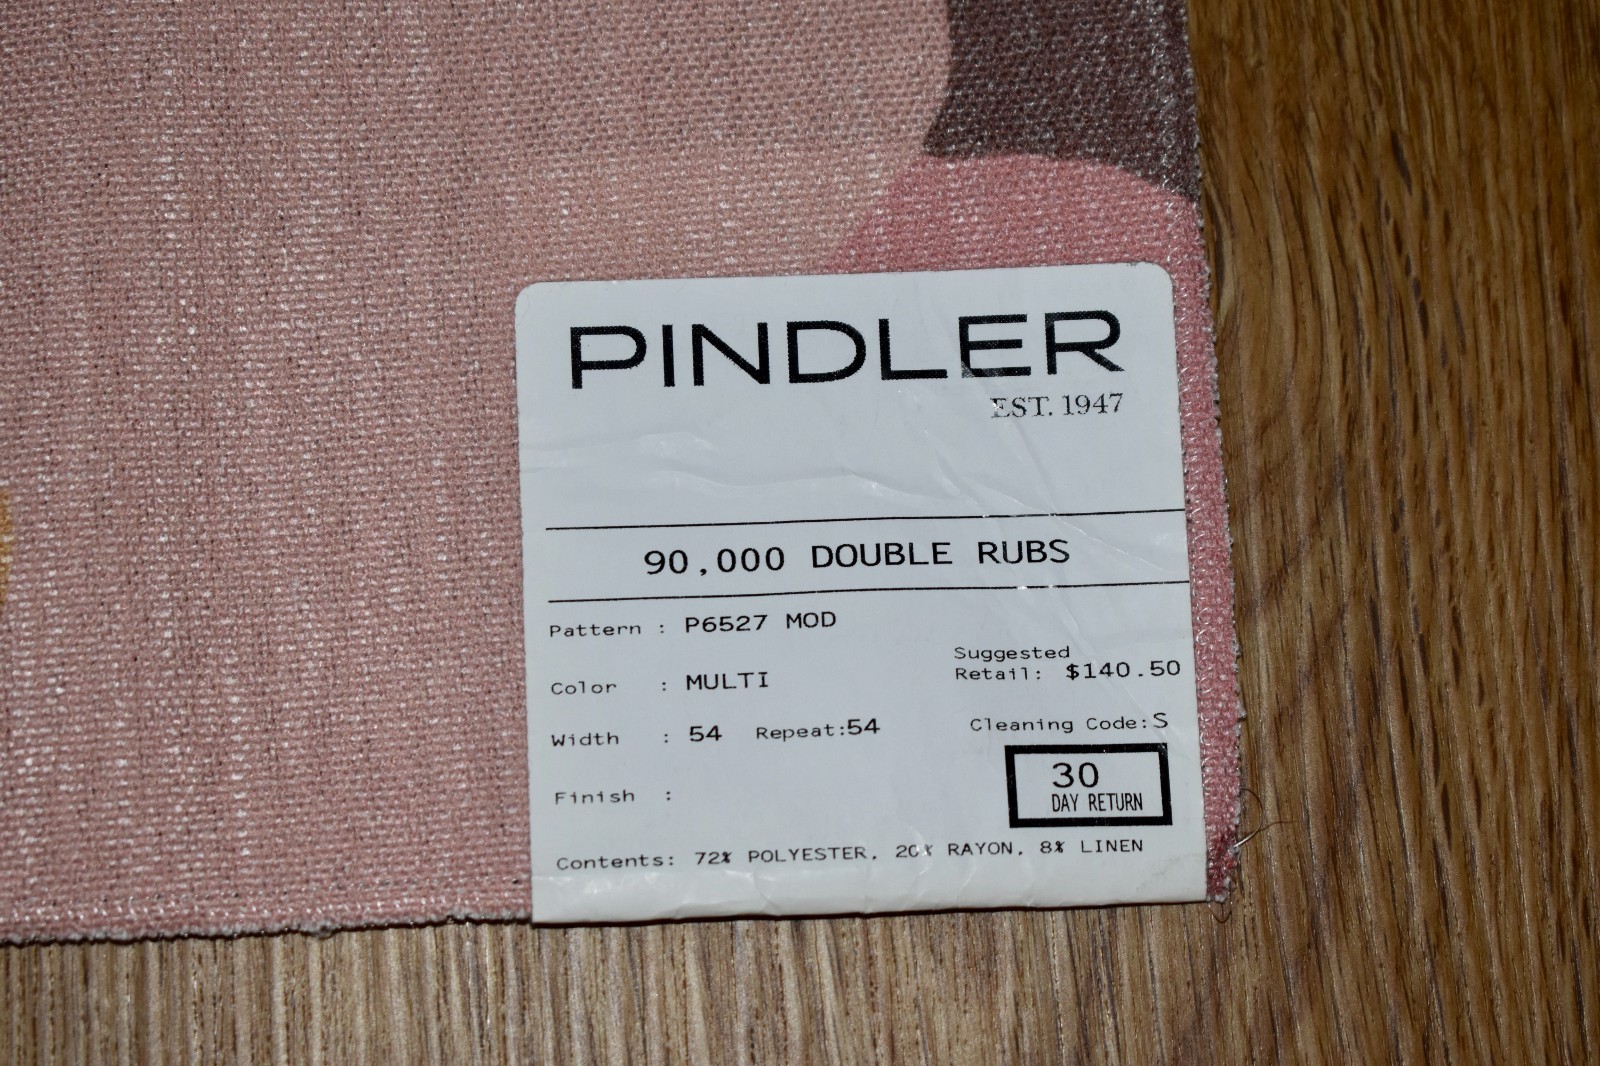 PINDLER
EST. 1947
90,000 DOUBLE RUBS
Pattern : P6527 MOD
Suggested
Retail: $140.50
Color : MULTI
Width : 54 Repeat:54
Cleaning Code:S
30
DAY RETURN
Finish :
Contents: 72% POLYESTER, 20% RAYON, 8% LINEN